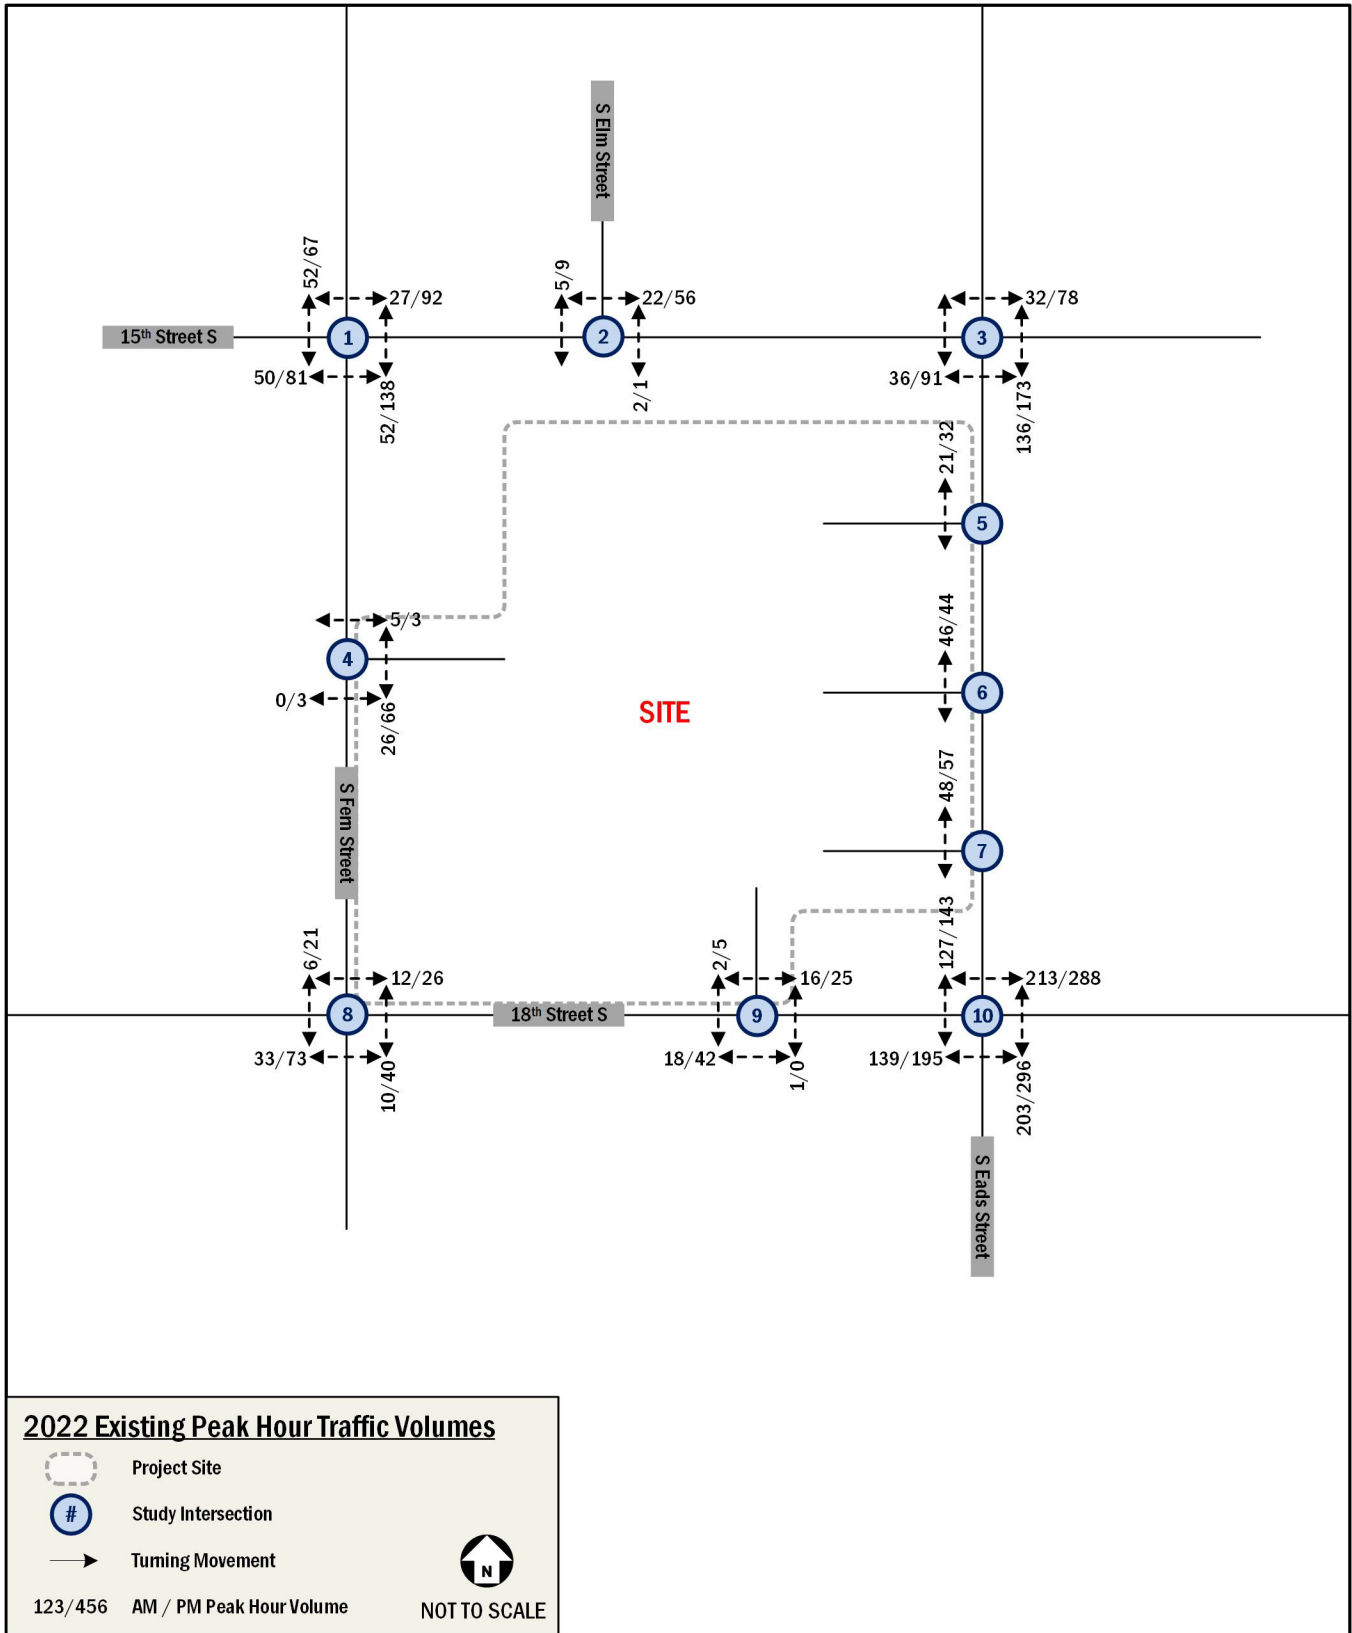 S Elm Street
52/67
27/92
5/9
22/56
32/78
15th Street S
1
2
3
50/81
52/138
2/1
36/91
136/173
21/32
5
5/3
46/44
4
6
0/3
26/66
SITE
48/57
S Fern Street
7
127/143
6/21
12/26
2/5
16/25
213/288
8
18th Street S
9
10
33/73
10/40
18/42
1/0
139/195
203/296
S Eads Street
2022 Existing Peak Hour Traffic Volumes
Project Site
# Study Intersection
Turning Movement
N
123/456 AM / PM Peak Hour Volume
NOT TO SCALE